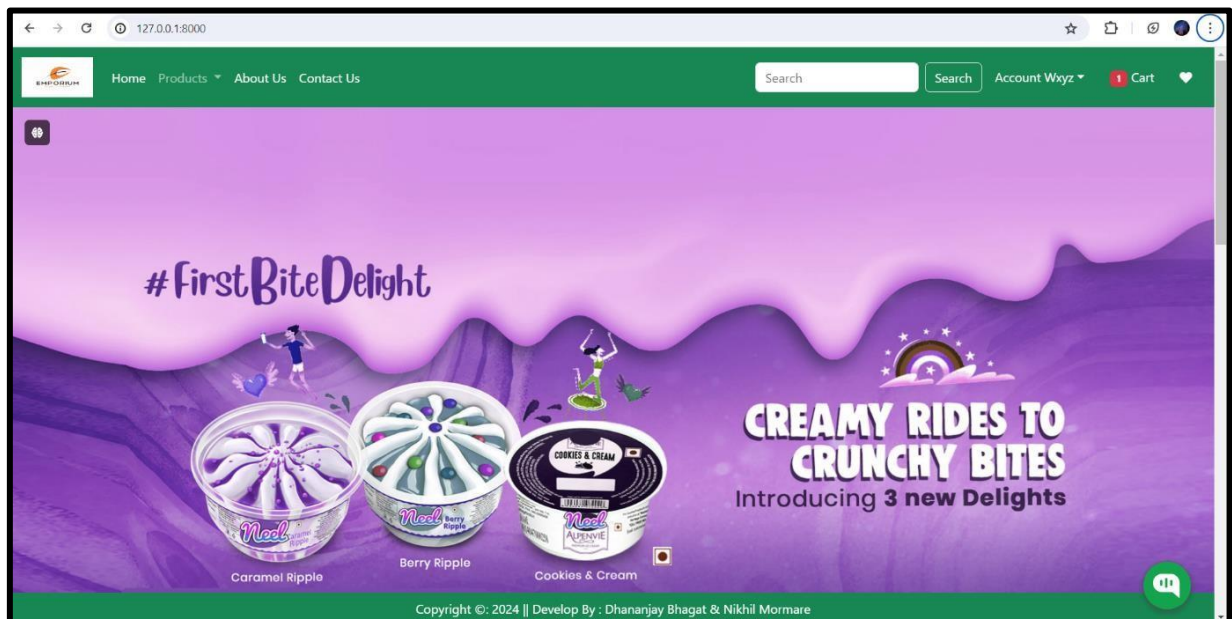 127.0.0.1:8000
EMPORIUM
Home Products About Us Contact Us Search Search Account Wxyz 1 Cart
#FirstBiteDelight
CREAMY RIDES TO
CRUNCHY BITES
Introducing 3 new Delights
COOKIES & CREAM
Neel Caramel
Ripple
Neel Berry
Ripple
Neel
ALPENVIE
Caramel Ripple
Berry Ripple
Cookies & Cream
Copyright ©: 2024 || Develop By : Dhananjay Bhagat & Nikhil Mormare